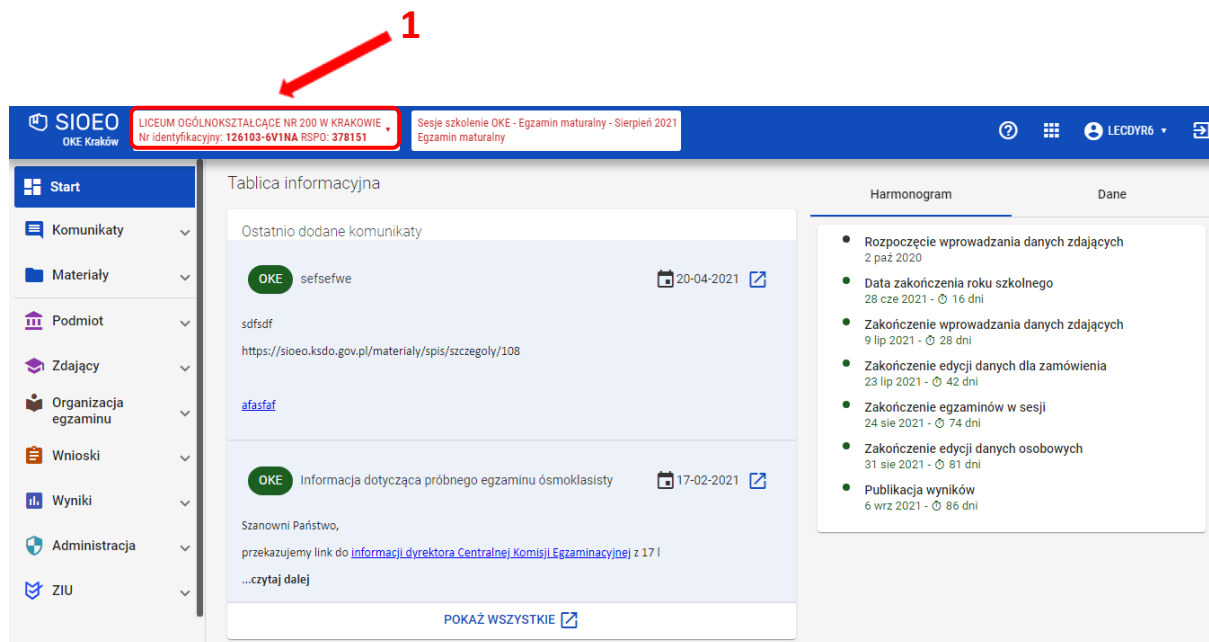 1
SIOEO
OKE Kraków
LICEUM OGÓLNOKSZTAŁCĄCE NR 200 W KRAKOWIE
Nr identyfikacyjny: 126103-6V1NA RSPO: 378151
Sesje szkolenie OKE - Egzamin maturalny - Sierpień 2021
Egzamin maturalny
LECDYR6
Start
Komunikaty
Materiały
Podmiot
Zdający
Organizacja
egzaminu
Wnioski
Wyniki
Administracja
ZIU
Tablica informacyjna
Ostatnio dodane komunikaty
OKE sefsefwe 20-04-2021
sdfsdf
https://sioeo.ksdo.gov.pl/materialy/spis/szczegoly/108
afasfaf
OKE Informacja dotycząca próbnego egzaminu ósmoklasisty 17-02-2021
Szanowni Państwo,
przekazujemy link do informacji dyrektora Centralnej Komisji Egzaminacyjnej z 17 l
...czytaj dalej
POKAŻ WSZYSTKIE
Harmonogram Dane
Rozpoczęcie wprowadzania danych zdających
2 paź 2020
Data zakończenia roku szkolnego
28 cze 2021 - 16 dni
Zakończenie wprowadzania danych zdających
9 lip 2021 - 28 dni
Zakończenie edycji danych dla zamówienia
23 lip 2021 - 42 dni
Zakończenie egzaminów w sesji
24 sie 2021 - 74 dni
Zakończenie edycji danych osobowych
31 sie 2021 - 81 dni
Publikacja wyników
6 wrz 2021 - 86 dni